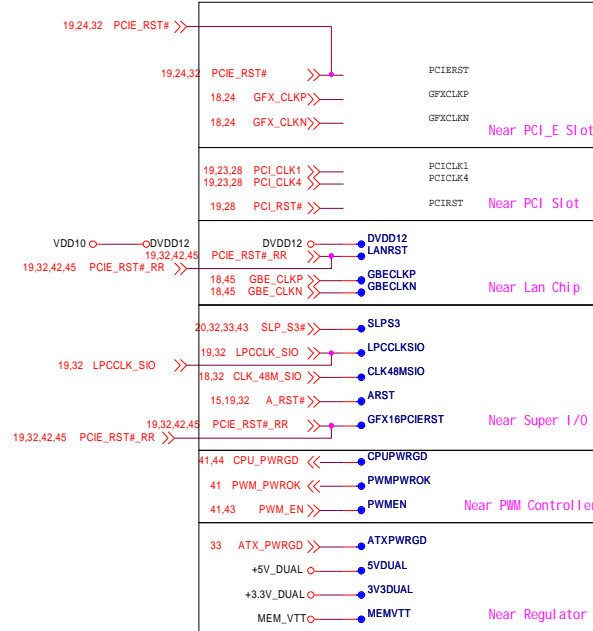 19,24,32 PCIE_RST#
19,24,32 PCIE_RST# PCIERST
18,24 GFX_CLKP GFXCLKP
18,24 GFX_CLKN GFXCLKN
Near PCI_E Slot
19,23,28 PCI_CLK1 PCICLK1
19,23,28 PCI_CLK4 PCICLK4
19,28 PCI_RST# PCIRST Near PCI Slot
VDD10 DVDD12 DVDD12 DVDD12
19,32,42,45 PCIE_RST#_RR LANRST
19,32,42,45 PCIE_RST#_RR
18,45 GBE_CLKP GBECLKP
18,45 GBE_CLKN GBECLKN Near Lan Chip
20,32,33,43 SLP_S3# SLPS3
19,32 LPCCLK_SIO LPCCLKSIO
19,32 LPCCLK_SIO
18,32 CLK_48M_SIO CLK48MSIO
15,19,32 A_RST# ARST
19,32,42,45 PCIE_RST#_RR GFX16PCIERST Near Super I/O
19,32,42,45 PCIE_RST#_RR
41,44 CPU_PWRGD CPUPWRGD
41 PWM_PWROK PWMPWROK
41,43 PWM_EN PWMEN Near PWM Controller
33 ATX_PWRGD ATXPWRGD
+5V_DUAL 5VDUAL
+3.3V_DUAL 3V3DUAL
MEM_VTT MEMVTT Near Regulator